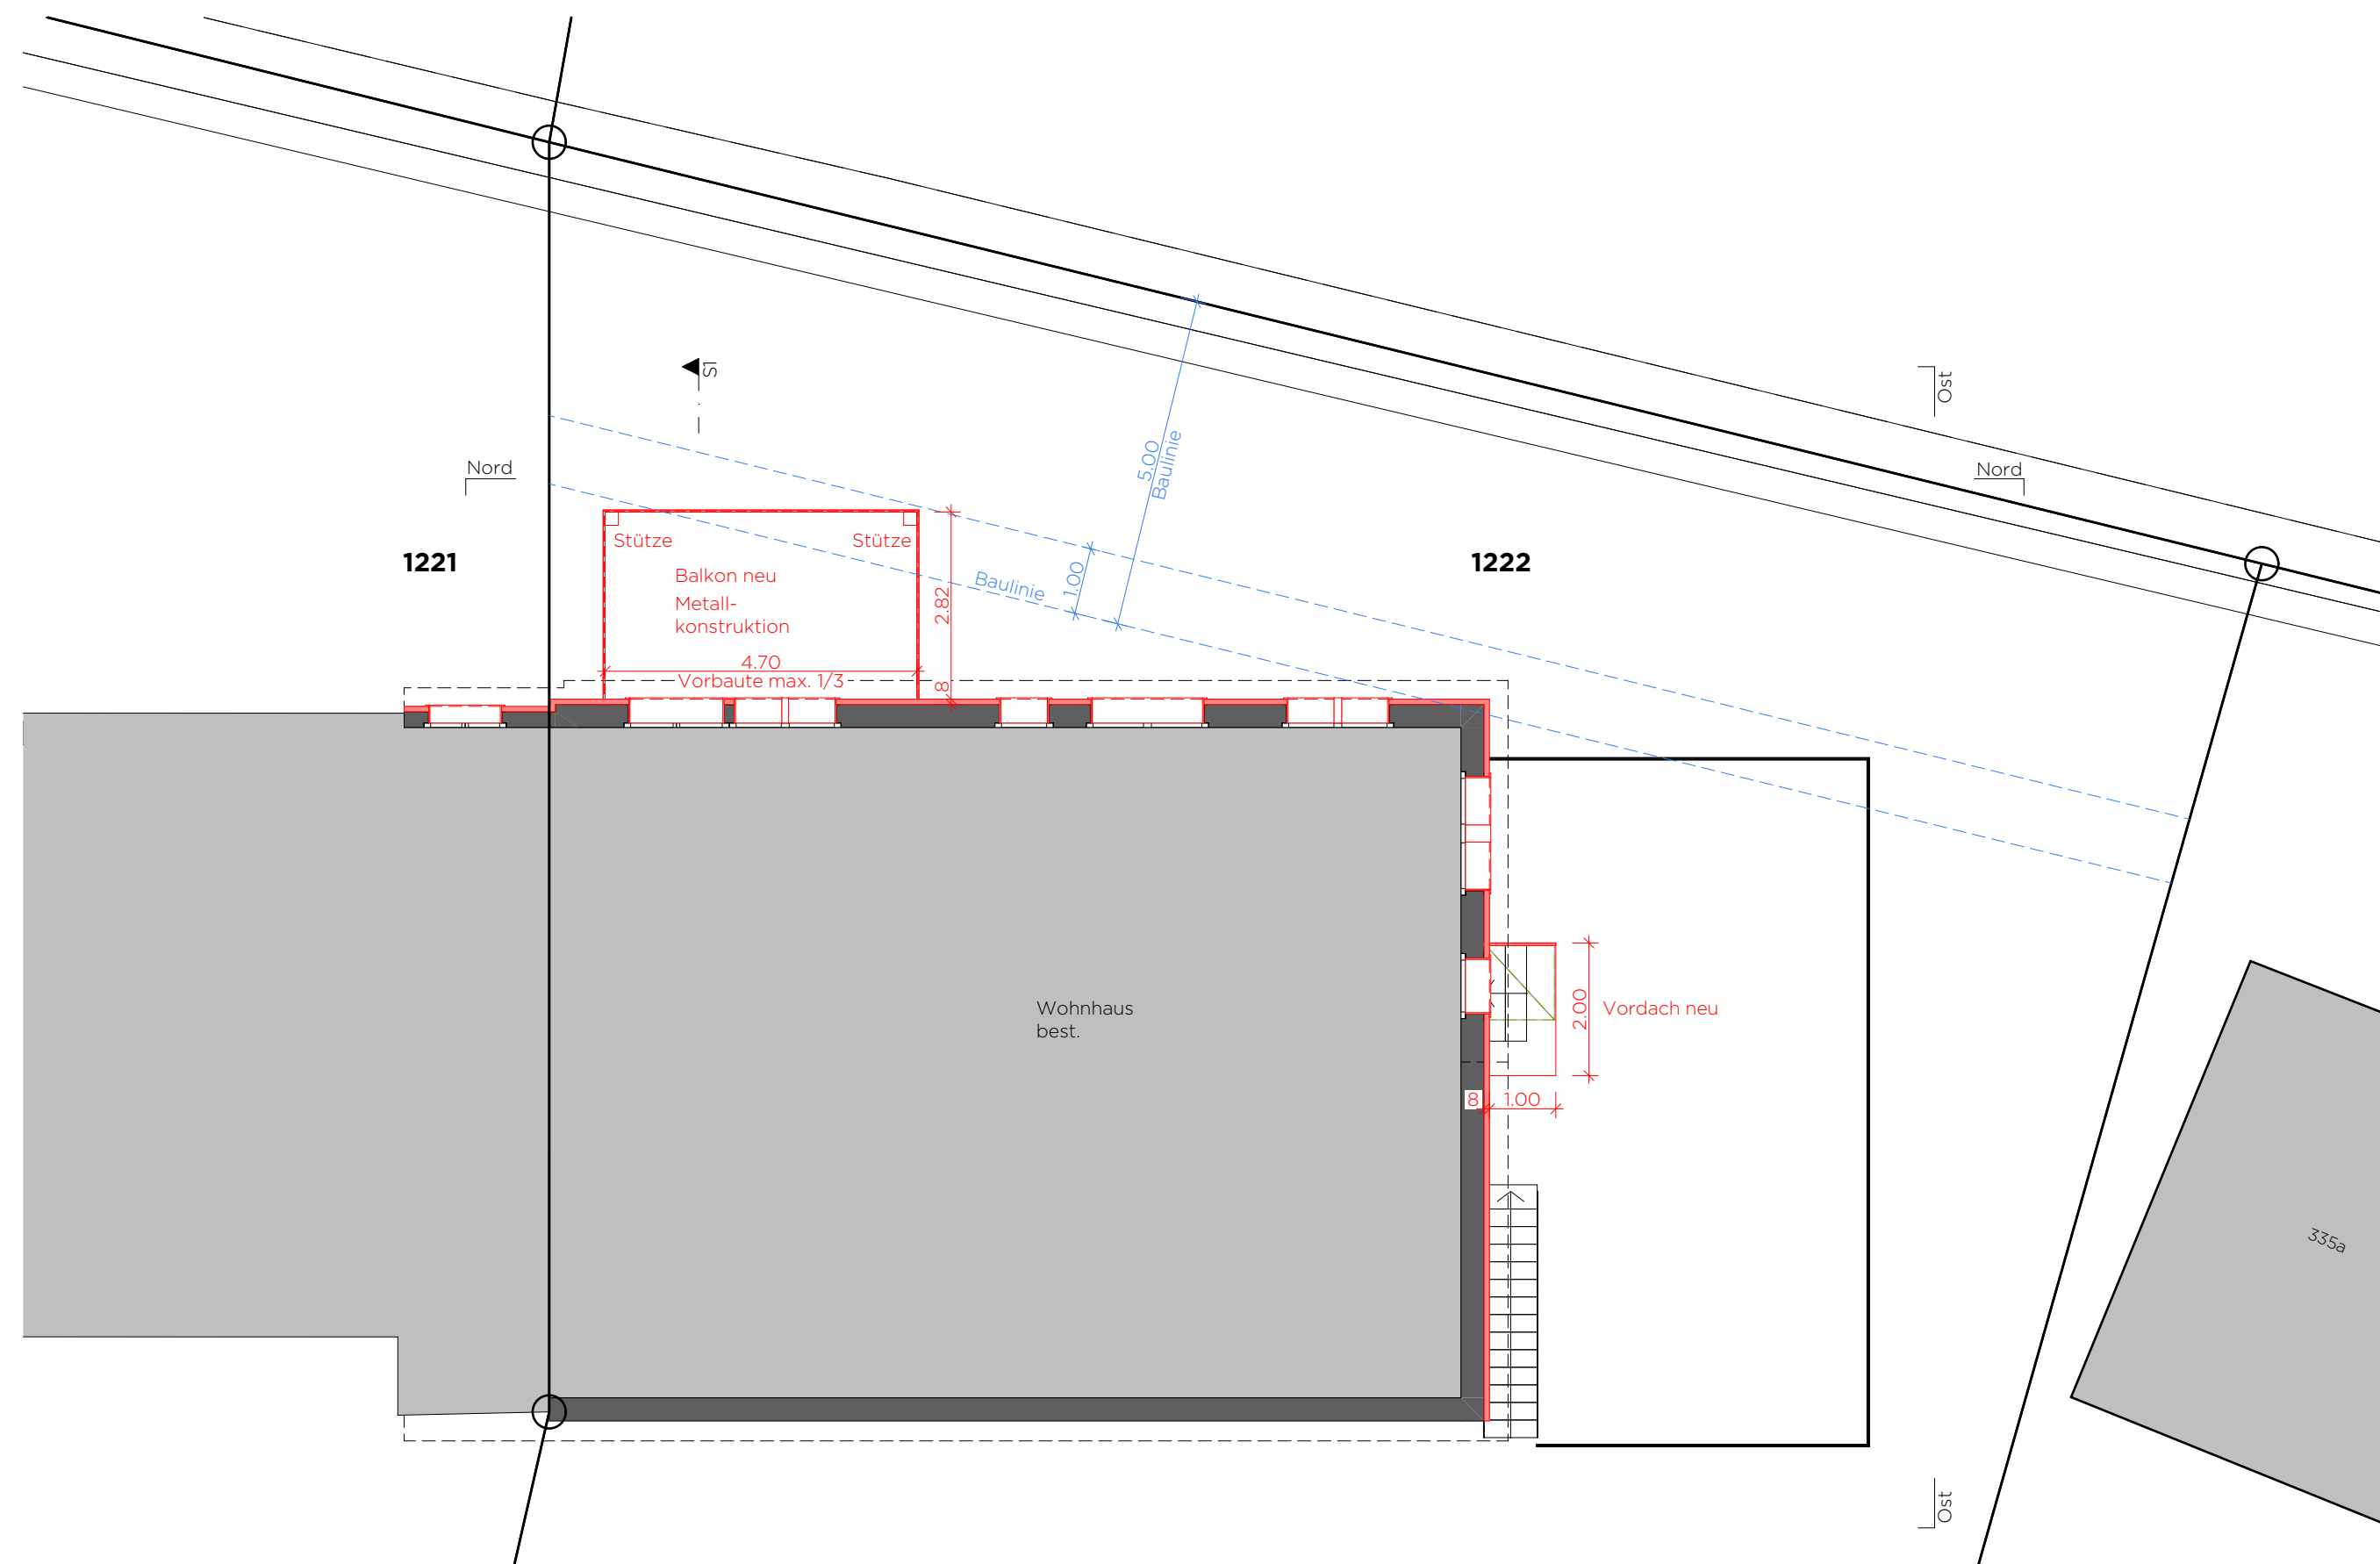 S1
Ost
Nord
Nord
5.00
Baulinie
1221
1222
Stütze
Stütze
Balkon neu
Metall-
konstruktion
Baulinie
1.00
2.82
4.70
Vorbaute max. 1/3
8
Wohnhaus
best.
2.00
Vordach neu
8
1.00
335a
Ost